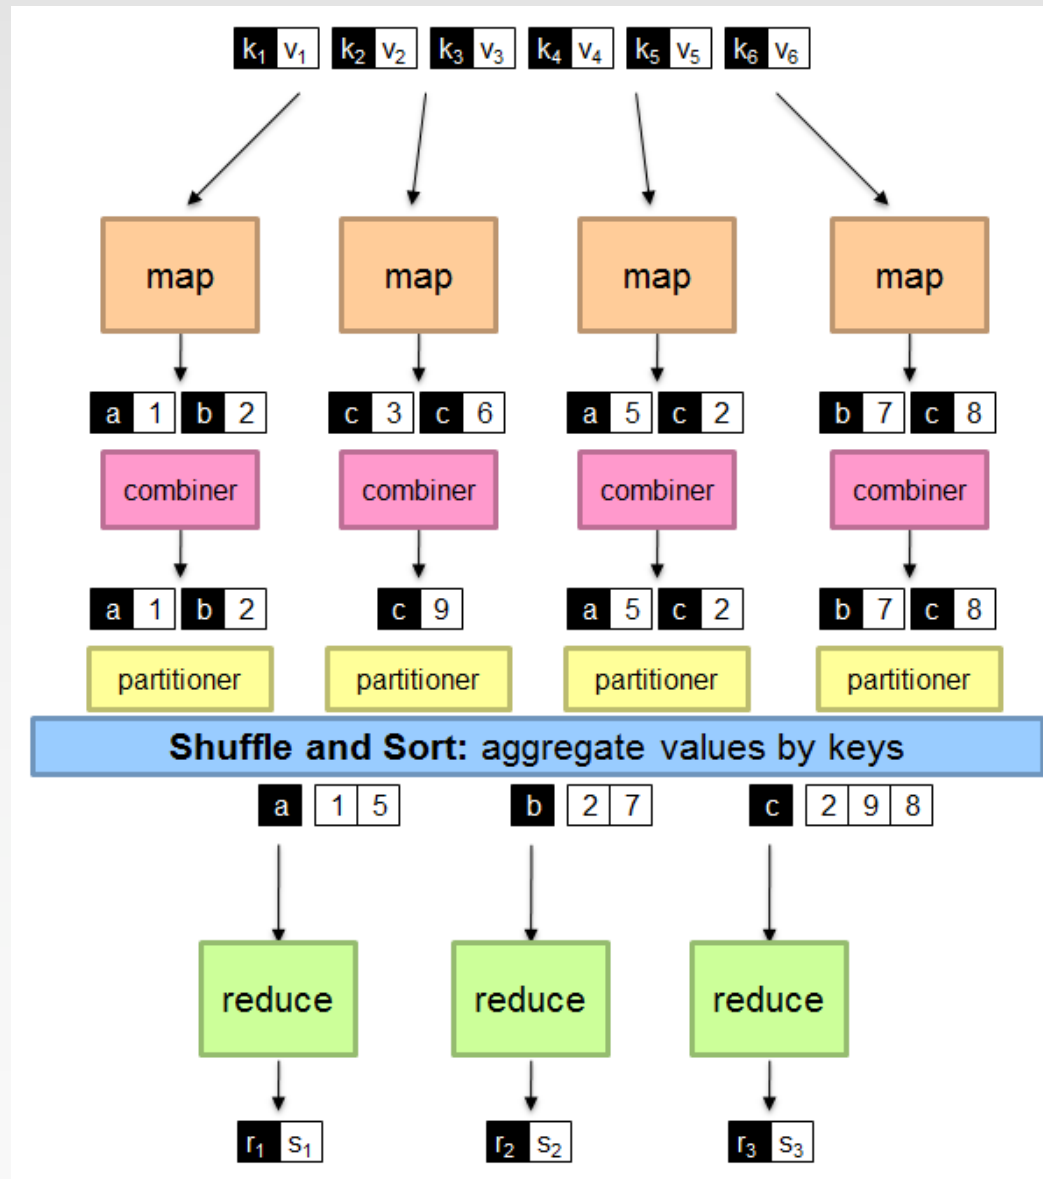 k₁ v₁ k₂ v₂ k₃ v₃ k₄ v₄ k₅ v₅ k₆ v₆
map map map map
a 1 b 2 c 3 c 6 a 5 c 2 b 7 c 8
combiner combiner combiner combiner
a 1 b 2 c 9 a 5 c 2 b 7 c 8
partitioner partitioner partitioner partitioner
Shuffle and Sort: aggregate values by keys
a 1 5 b 2 7 c 2 9 8
reduce reduce reduce
r₁ s₁ r₂ s₂ r₃ s₃